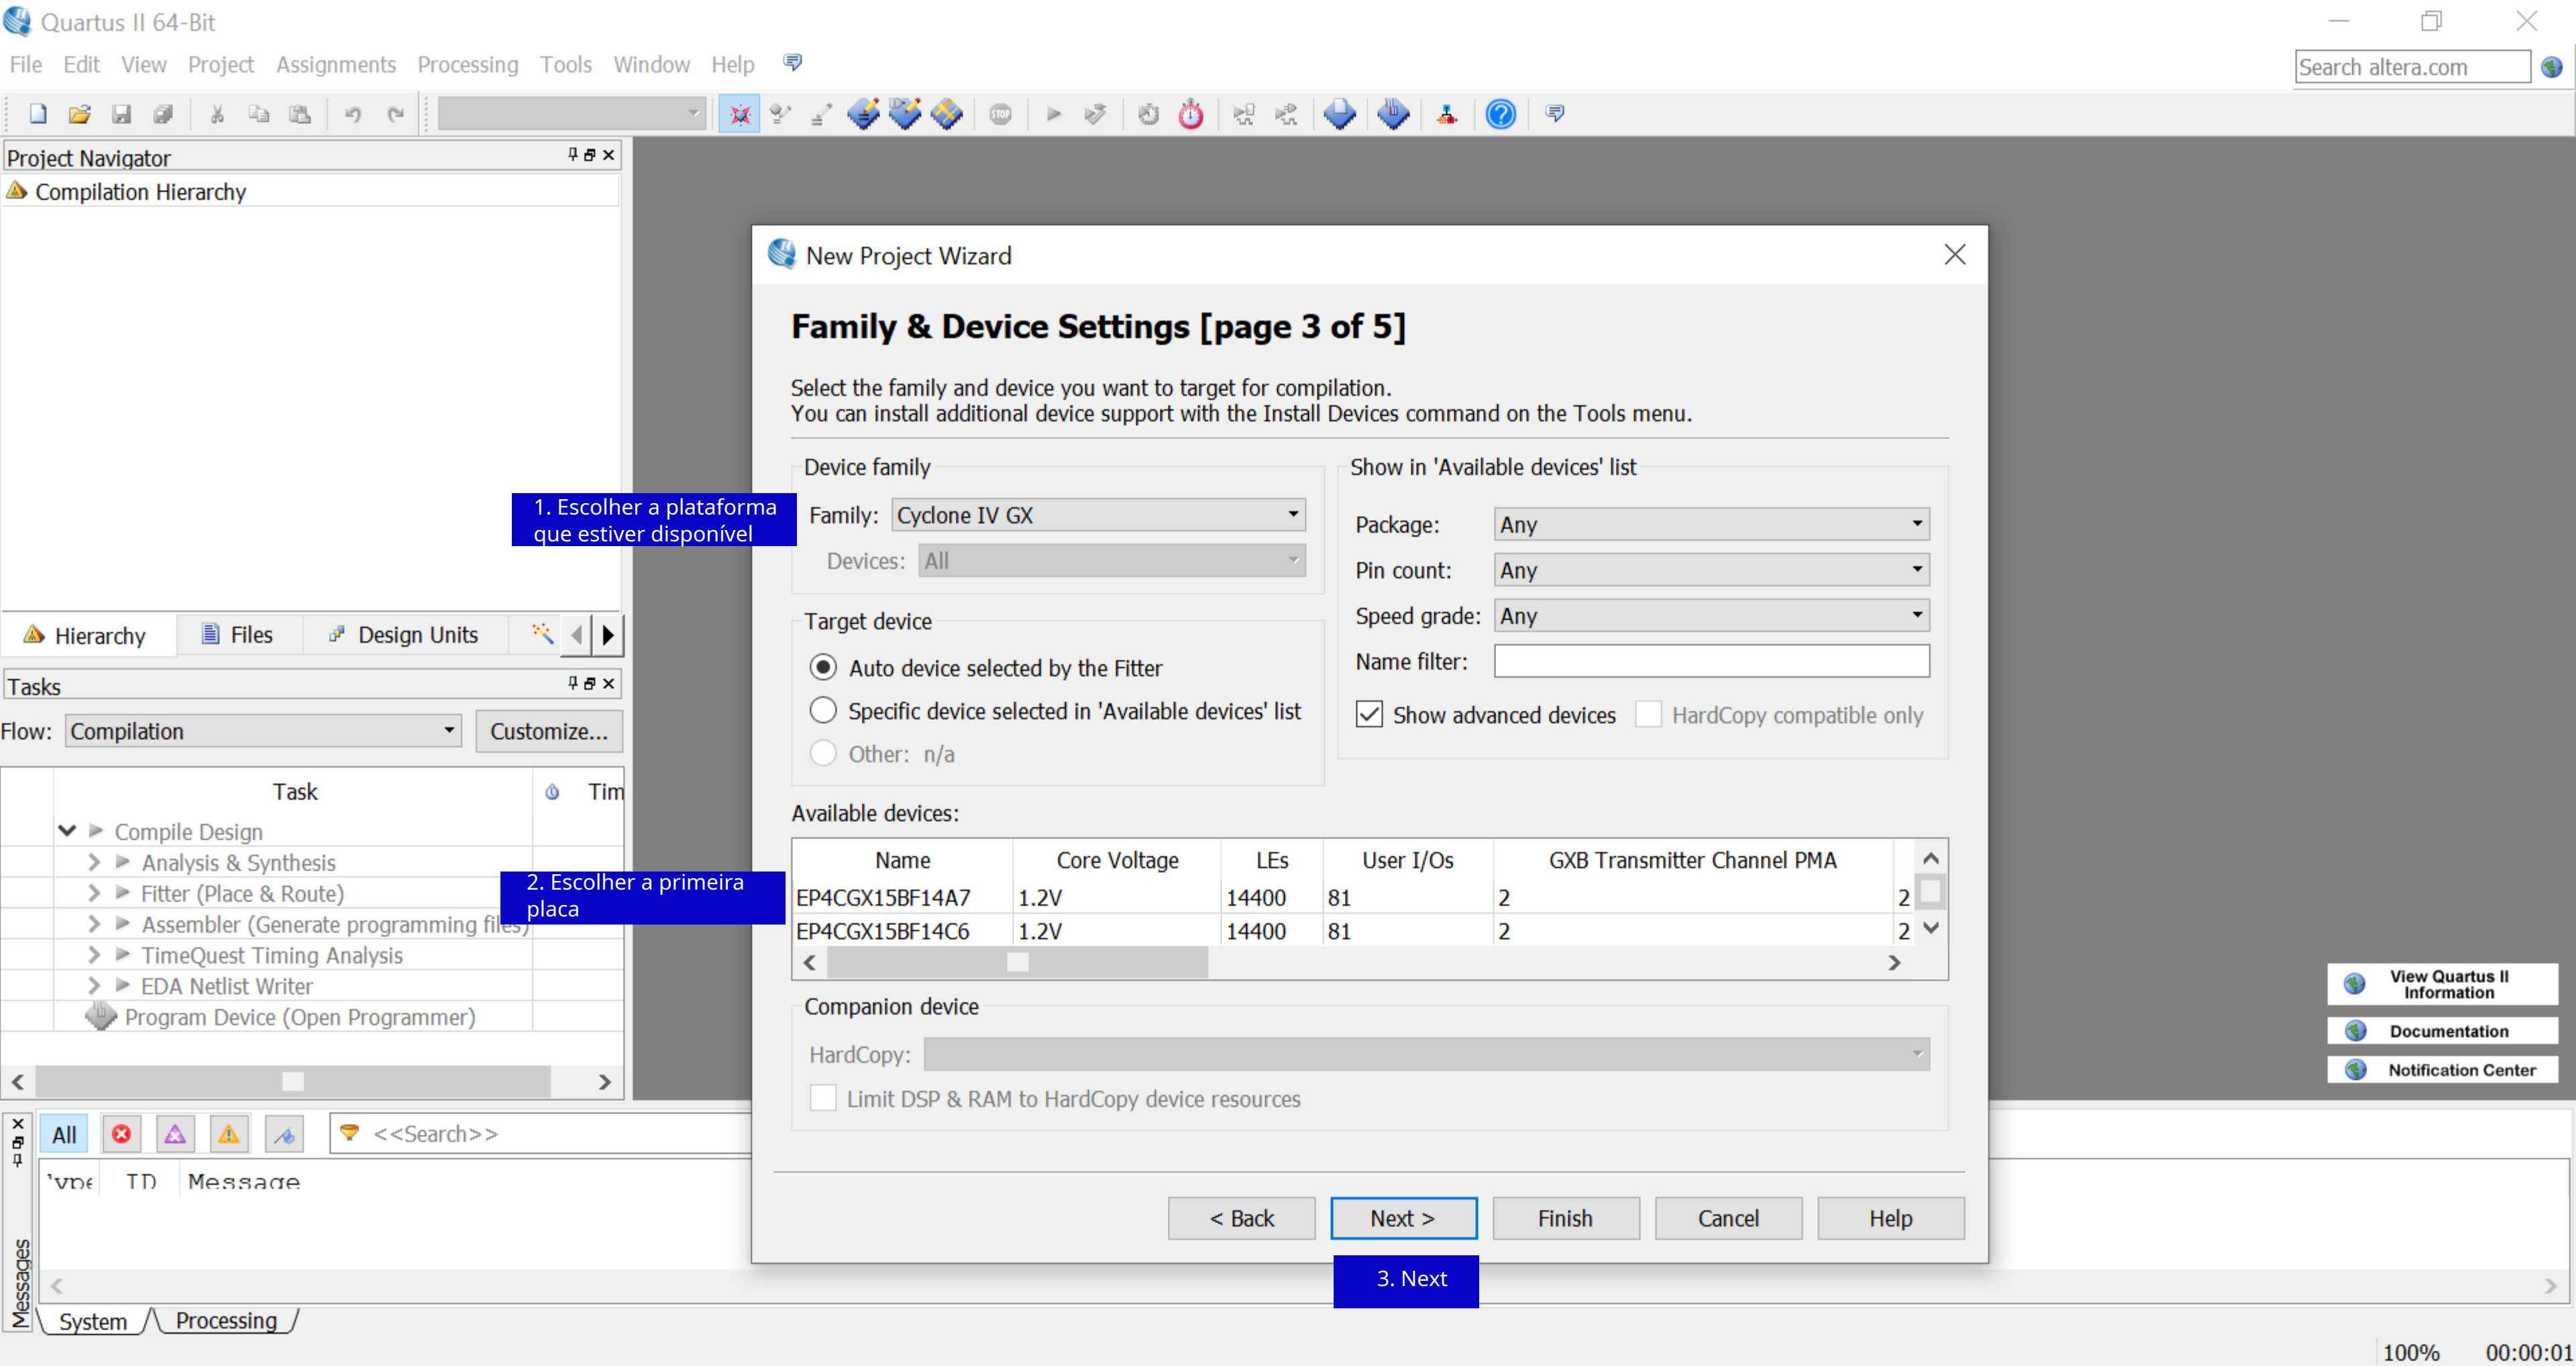 Quartus II 64-Bit
File Edit View Project Assignments Processing Tools Window Help
Search altera.com
Project Navigator
Compilation Hierarchy
Hierarchy Files Design Units
Tasks
Flow: Compilation Customize...
Task Tim
Compile Design
Analysis & Synthesis
Fitter (Place & Route)
Assembler (Generate programming files)
TimeQuest Timing Analysis
EDA Netlist Writer
Program Device (Open Programmer)
New Project Wizard
Family & Device Settings [page 3 of 5]
Select the family and device you want to target for compilation.
You can install additional device support with the Install Devices command on the Tools menu.
Device family
1. Escolher a plataforma
que estiver disponível
Family: Cyclone IV GX
Devices: All
Target device
Auto device selected by the Fitter
Specific device selected in 'Available devices' list
Other: n/a
Show in 'Available devices' list
Package: Any
Pin count: Any
Speed grade: Any
Name filter:
Show advanced devices HardCopy compatible only
Available devices:
Name Core Voltage LEs User I/Os GXB Transmitter Channel PMA
2. Escolher a primeira
placa
EP4CGX15BF14A7 1.2V 14400 81 2 2
EP4CGX15BF14C6 1.2V 14400 81 2 2
Companion device
HardCopy:
Limit DSP & RAM to HardCopy device resources
< Back Next > Finish Cancel Help
3. Next
View Quartus II
Information
Documentation
Notification Center
STOP
All <<Search>>
ID Message
Messages
System Processing
100% 00:00:01